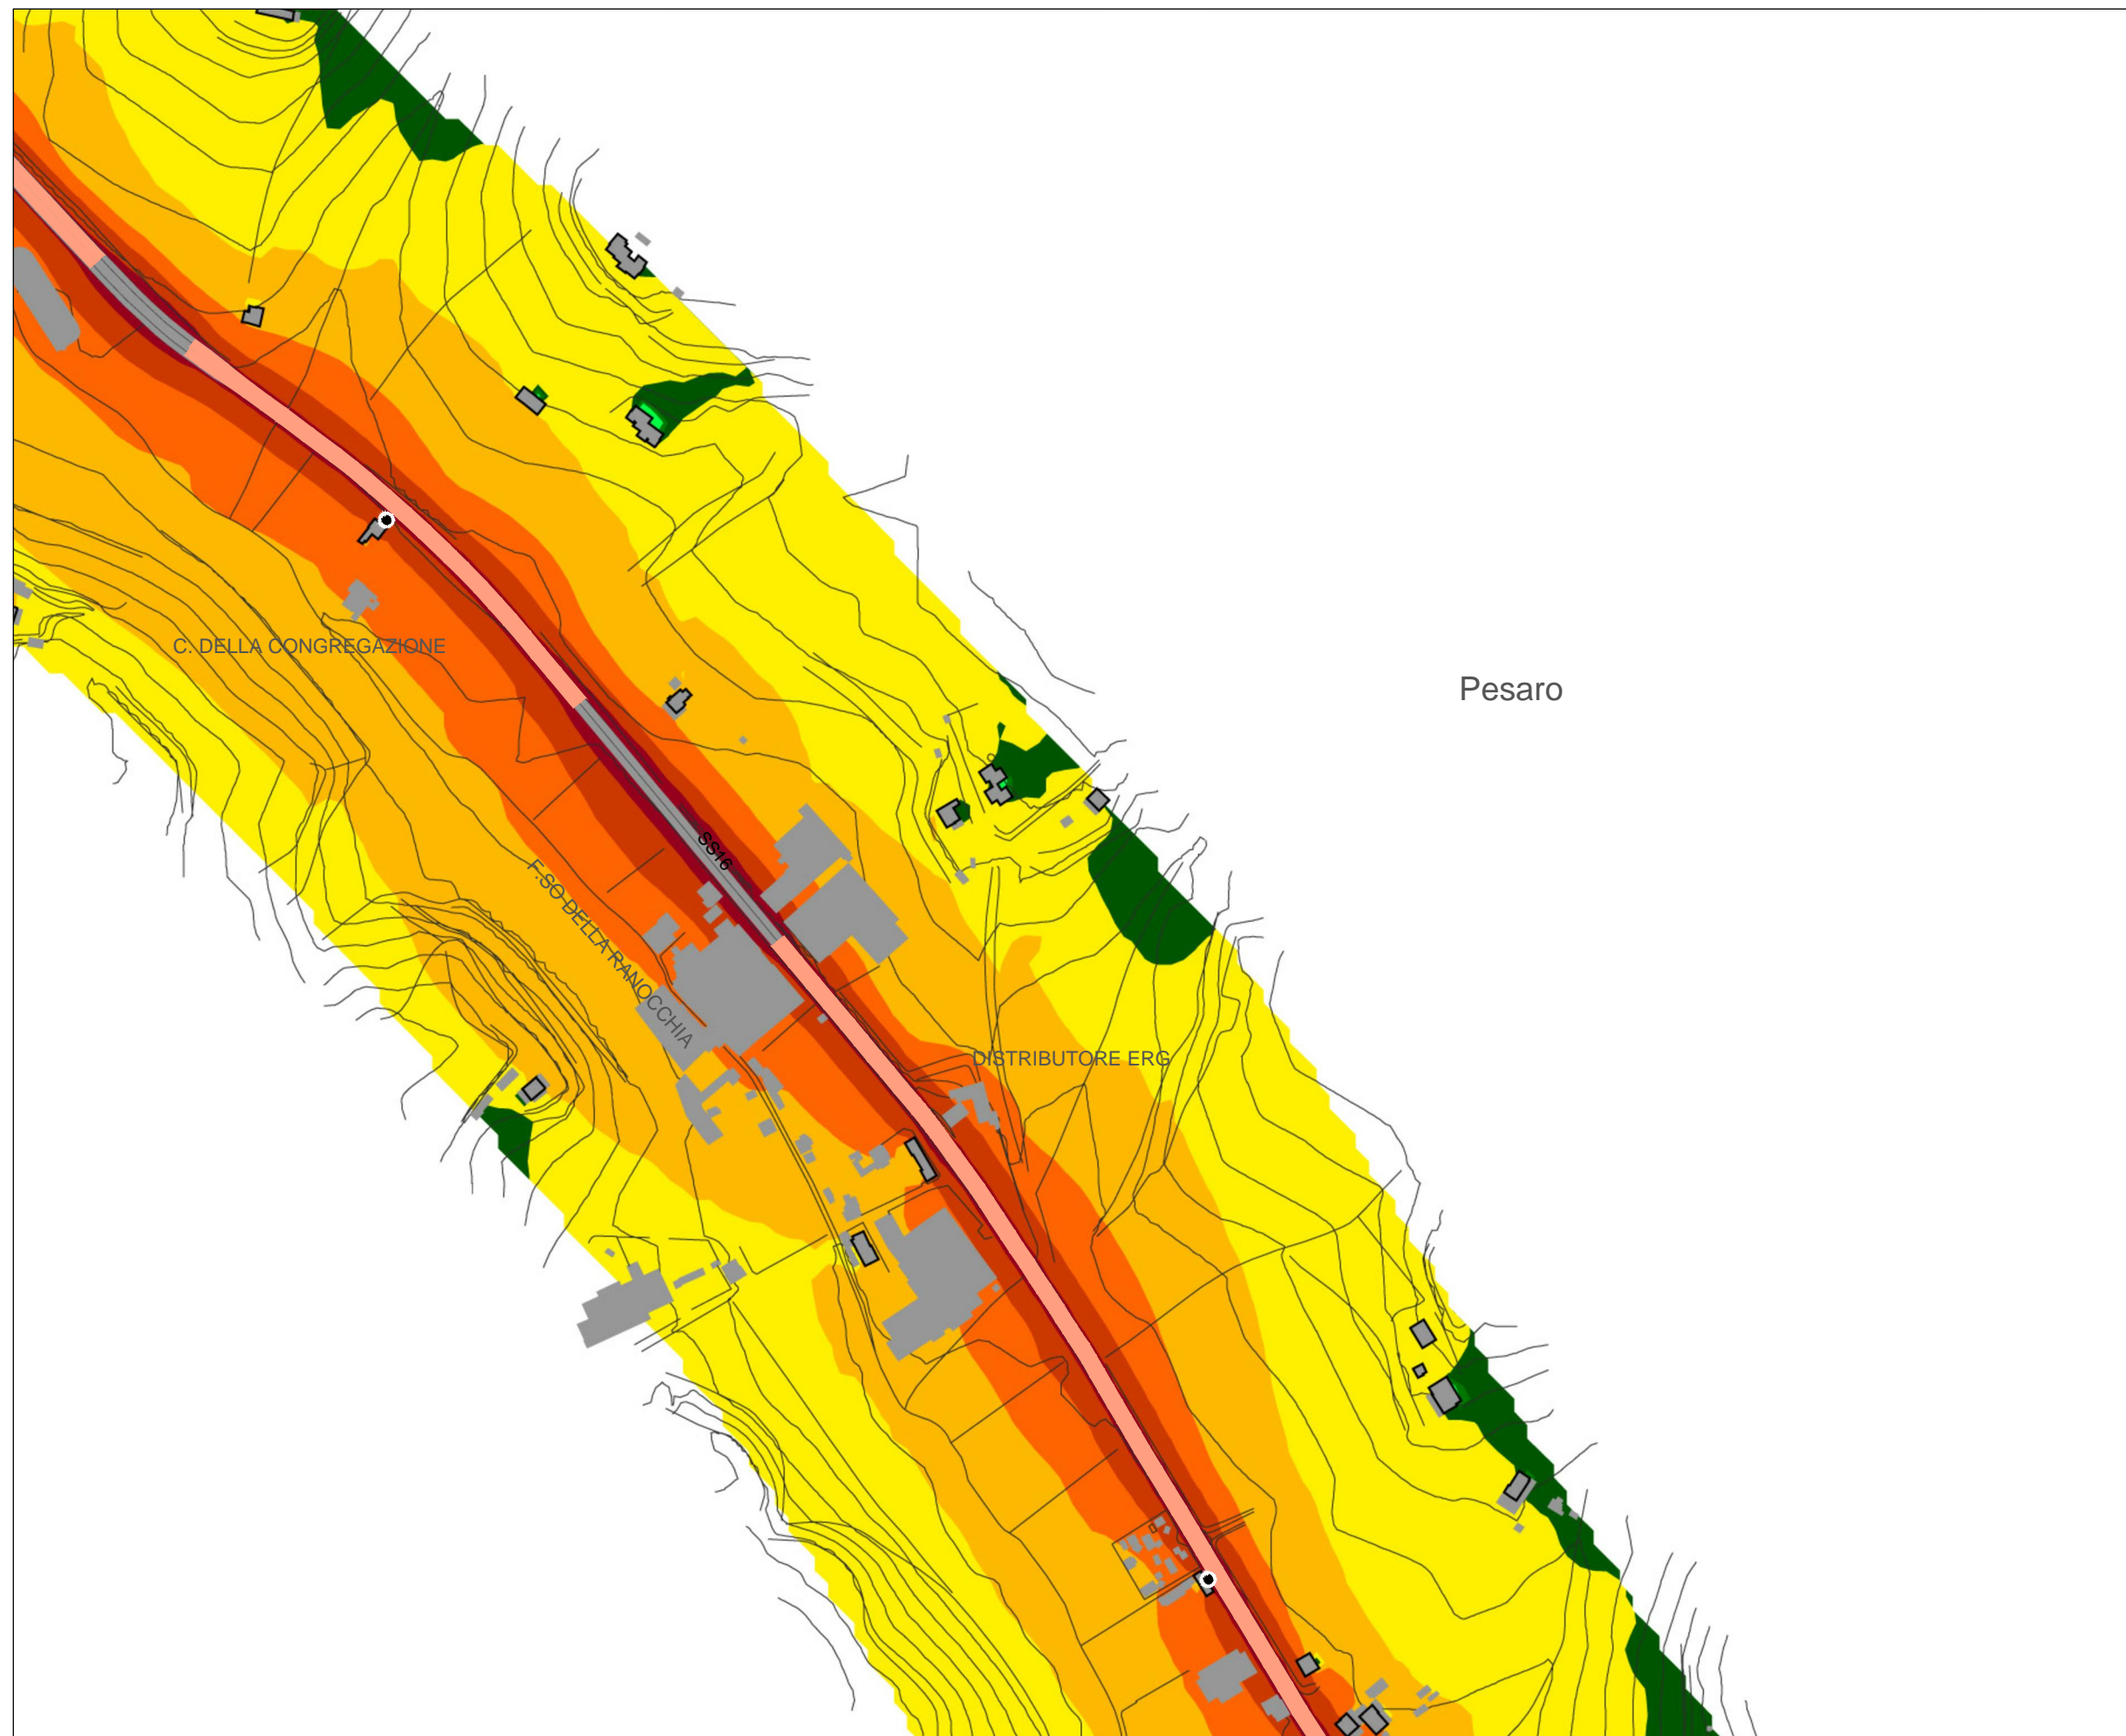 C. DELLA CONGREGAZIONE
Pesaro
SS16
F.SO DELLA RANOCCHIA
DISTRIBUTORE ERG